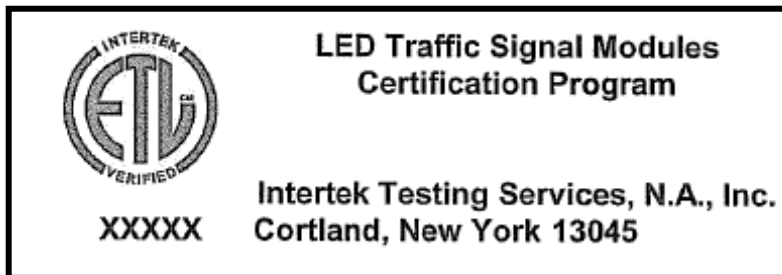 INTERTEK
ETL
VERIFIED
XXXXX
LED Traffic Signal Modules
Certification Program
Intertek Testing Services, N.A., Inc.
Cortland, New York 13045